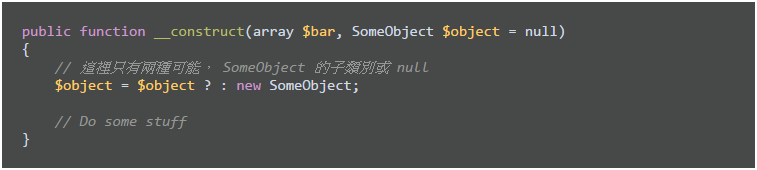 public function __construct(array $bar, SomeObject $object = null)
{
    // 這裡只有兩種可能， SomeObject 的子類別或 null
    $object = $object ? : new SomeObject;

    // Do some stuff
}